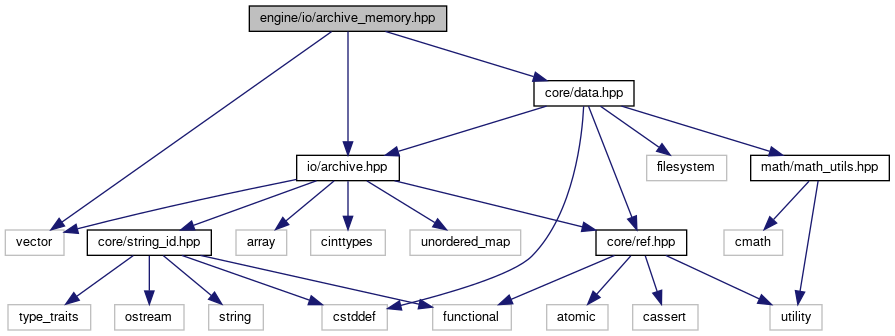 engine/io/archive_memory.hpp
core/data.hpp
io/archive.hpp
filesystem
math/math_utils.hpp
vector
core/string_id.hpp
array
cinttypes
unordered_map
core/ref.hpp
cmath
type_traits
ostream
string
cstddef
functional
atomic
cassert
utility